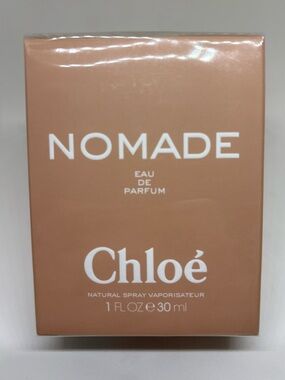 NOMADE
EAU
DE
PARFUM
Chloé
NATURAL SPRAY VAPORISATEUR
1 FL.OZ ℮ 30 ml